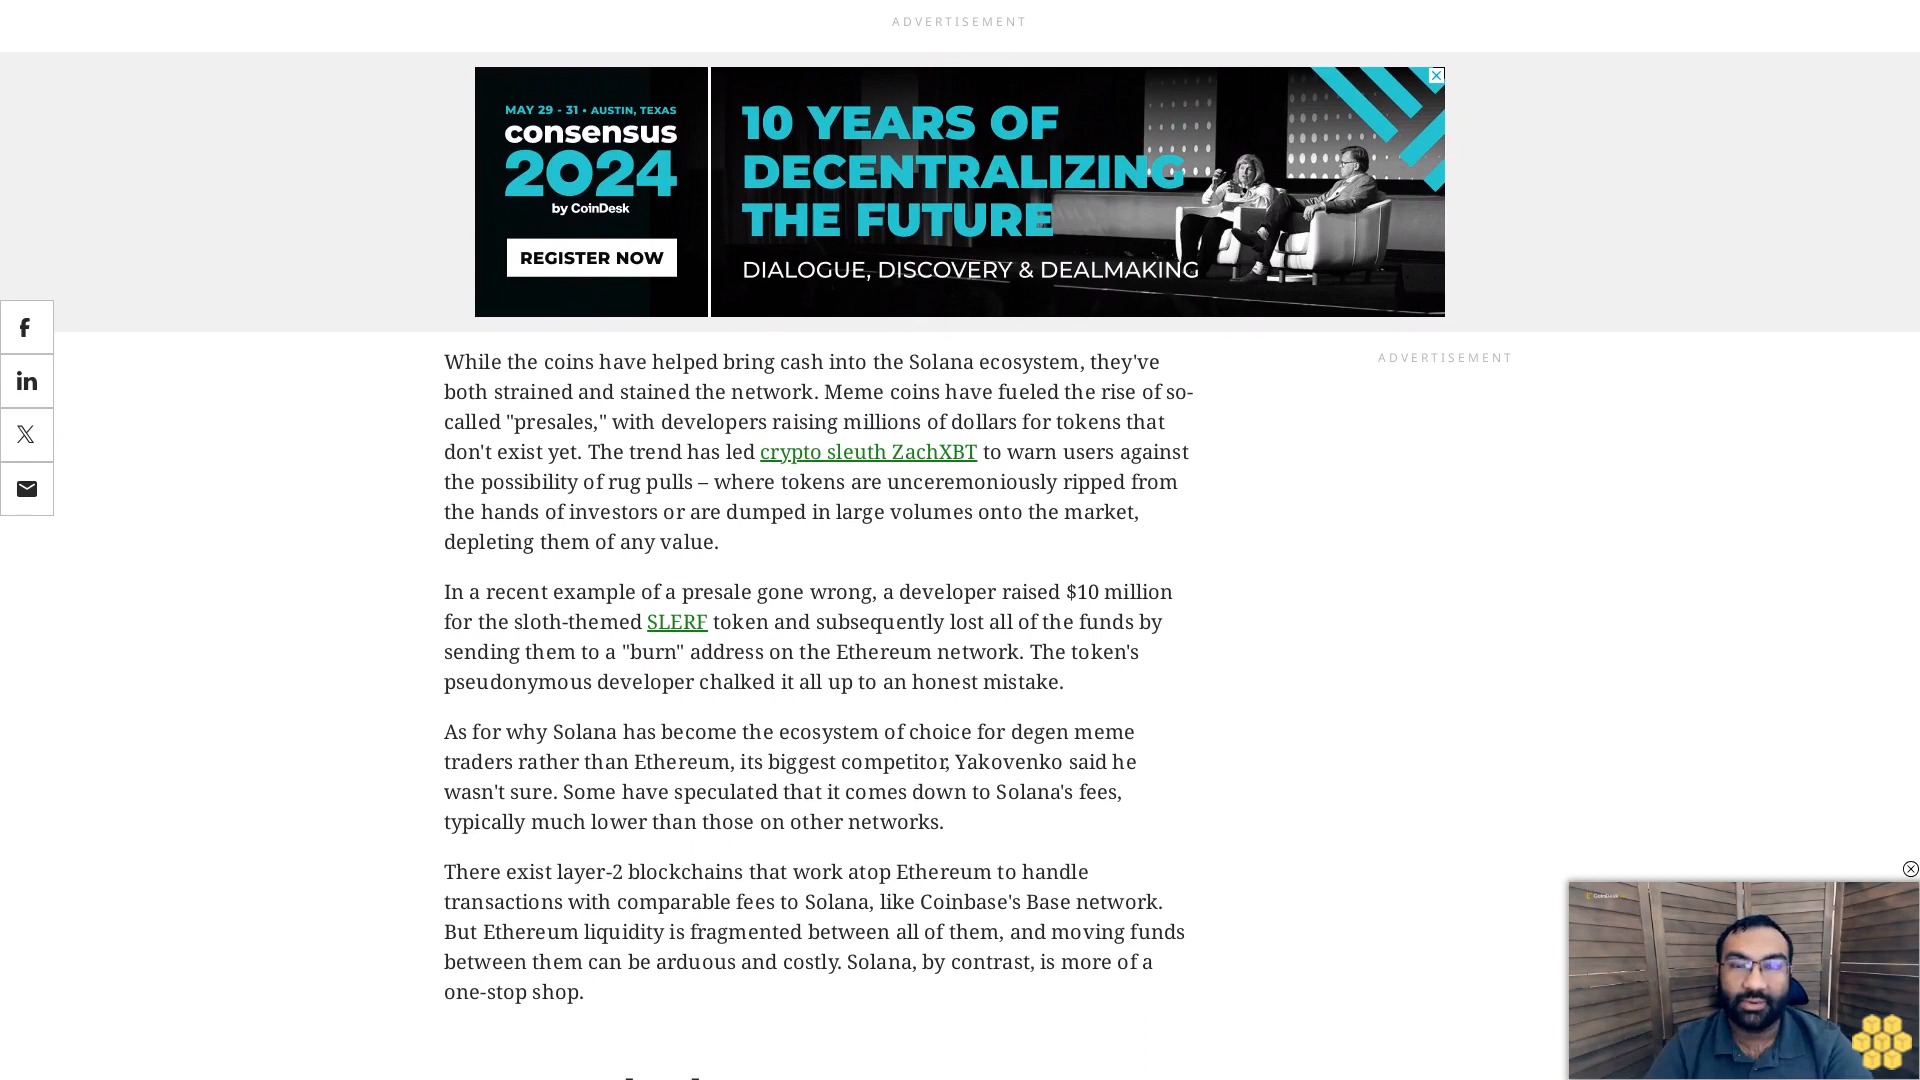 ADVERTISEMENT
MAY 29 - 31 • AUSTIN, TEXAS
consensus
2024
by CoinDesk
REGISTER NOW
10 YEARS OF
DECENTRALIZING
THE FUTURE
DIALOGUE, DISCOVERY & DEALMAKING
While the coins have helped bring cash into the Solana ecosystem, they've
both strained and stained the network. Meme coins have fueled the rise of so-
called "presales," with developers raising millions of dollars for tokens that
don't exist yet. The trend has led crypto sleuth ZachXBT to warn users against
the possibility of rug pulls – where tokens are unceremoniously ripped from
the hands of investors or are dumped in large volumes onto the market,
depleting them of any value.
In a recent example of a presale gone wrong, a developer raised $10 million
for the sloth-themed SLERF token and subsequently lost all of the funds by
sending them to a "burn" address on the Ethereum network. The token's
pseudonymous developer chalked it all up to an honest mistake.
As for why Solana has become the ecosystem of choice for degen meme
traders rather than Ethereum, its biggest competitor, Yakovenko said he
wasn't sure. Some have speculated that it comes down to Solana's fees,
typically much lower than those on other networks.
There exist layer-2 blockchains that work atop Ethereum to handle
transactions with comparable fees to Solana, like Coinbase's Base network.
But Ethereum liquidity is fragmented between all of them, and moving funds
between them can be arduous and costly. Solana, by contrast, is more of a
one-stop shop.
ADVERTISEMENT
CoinDesk